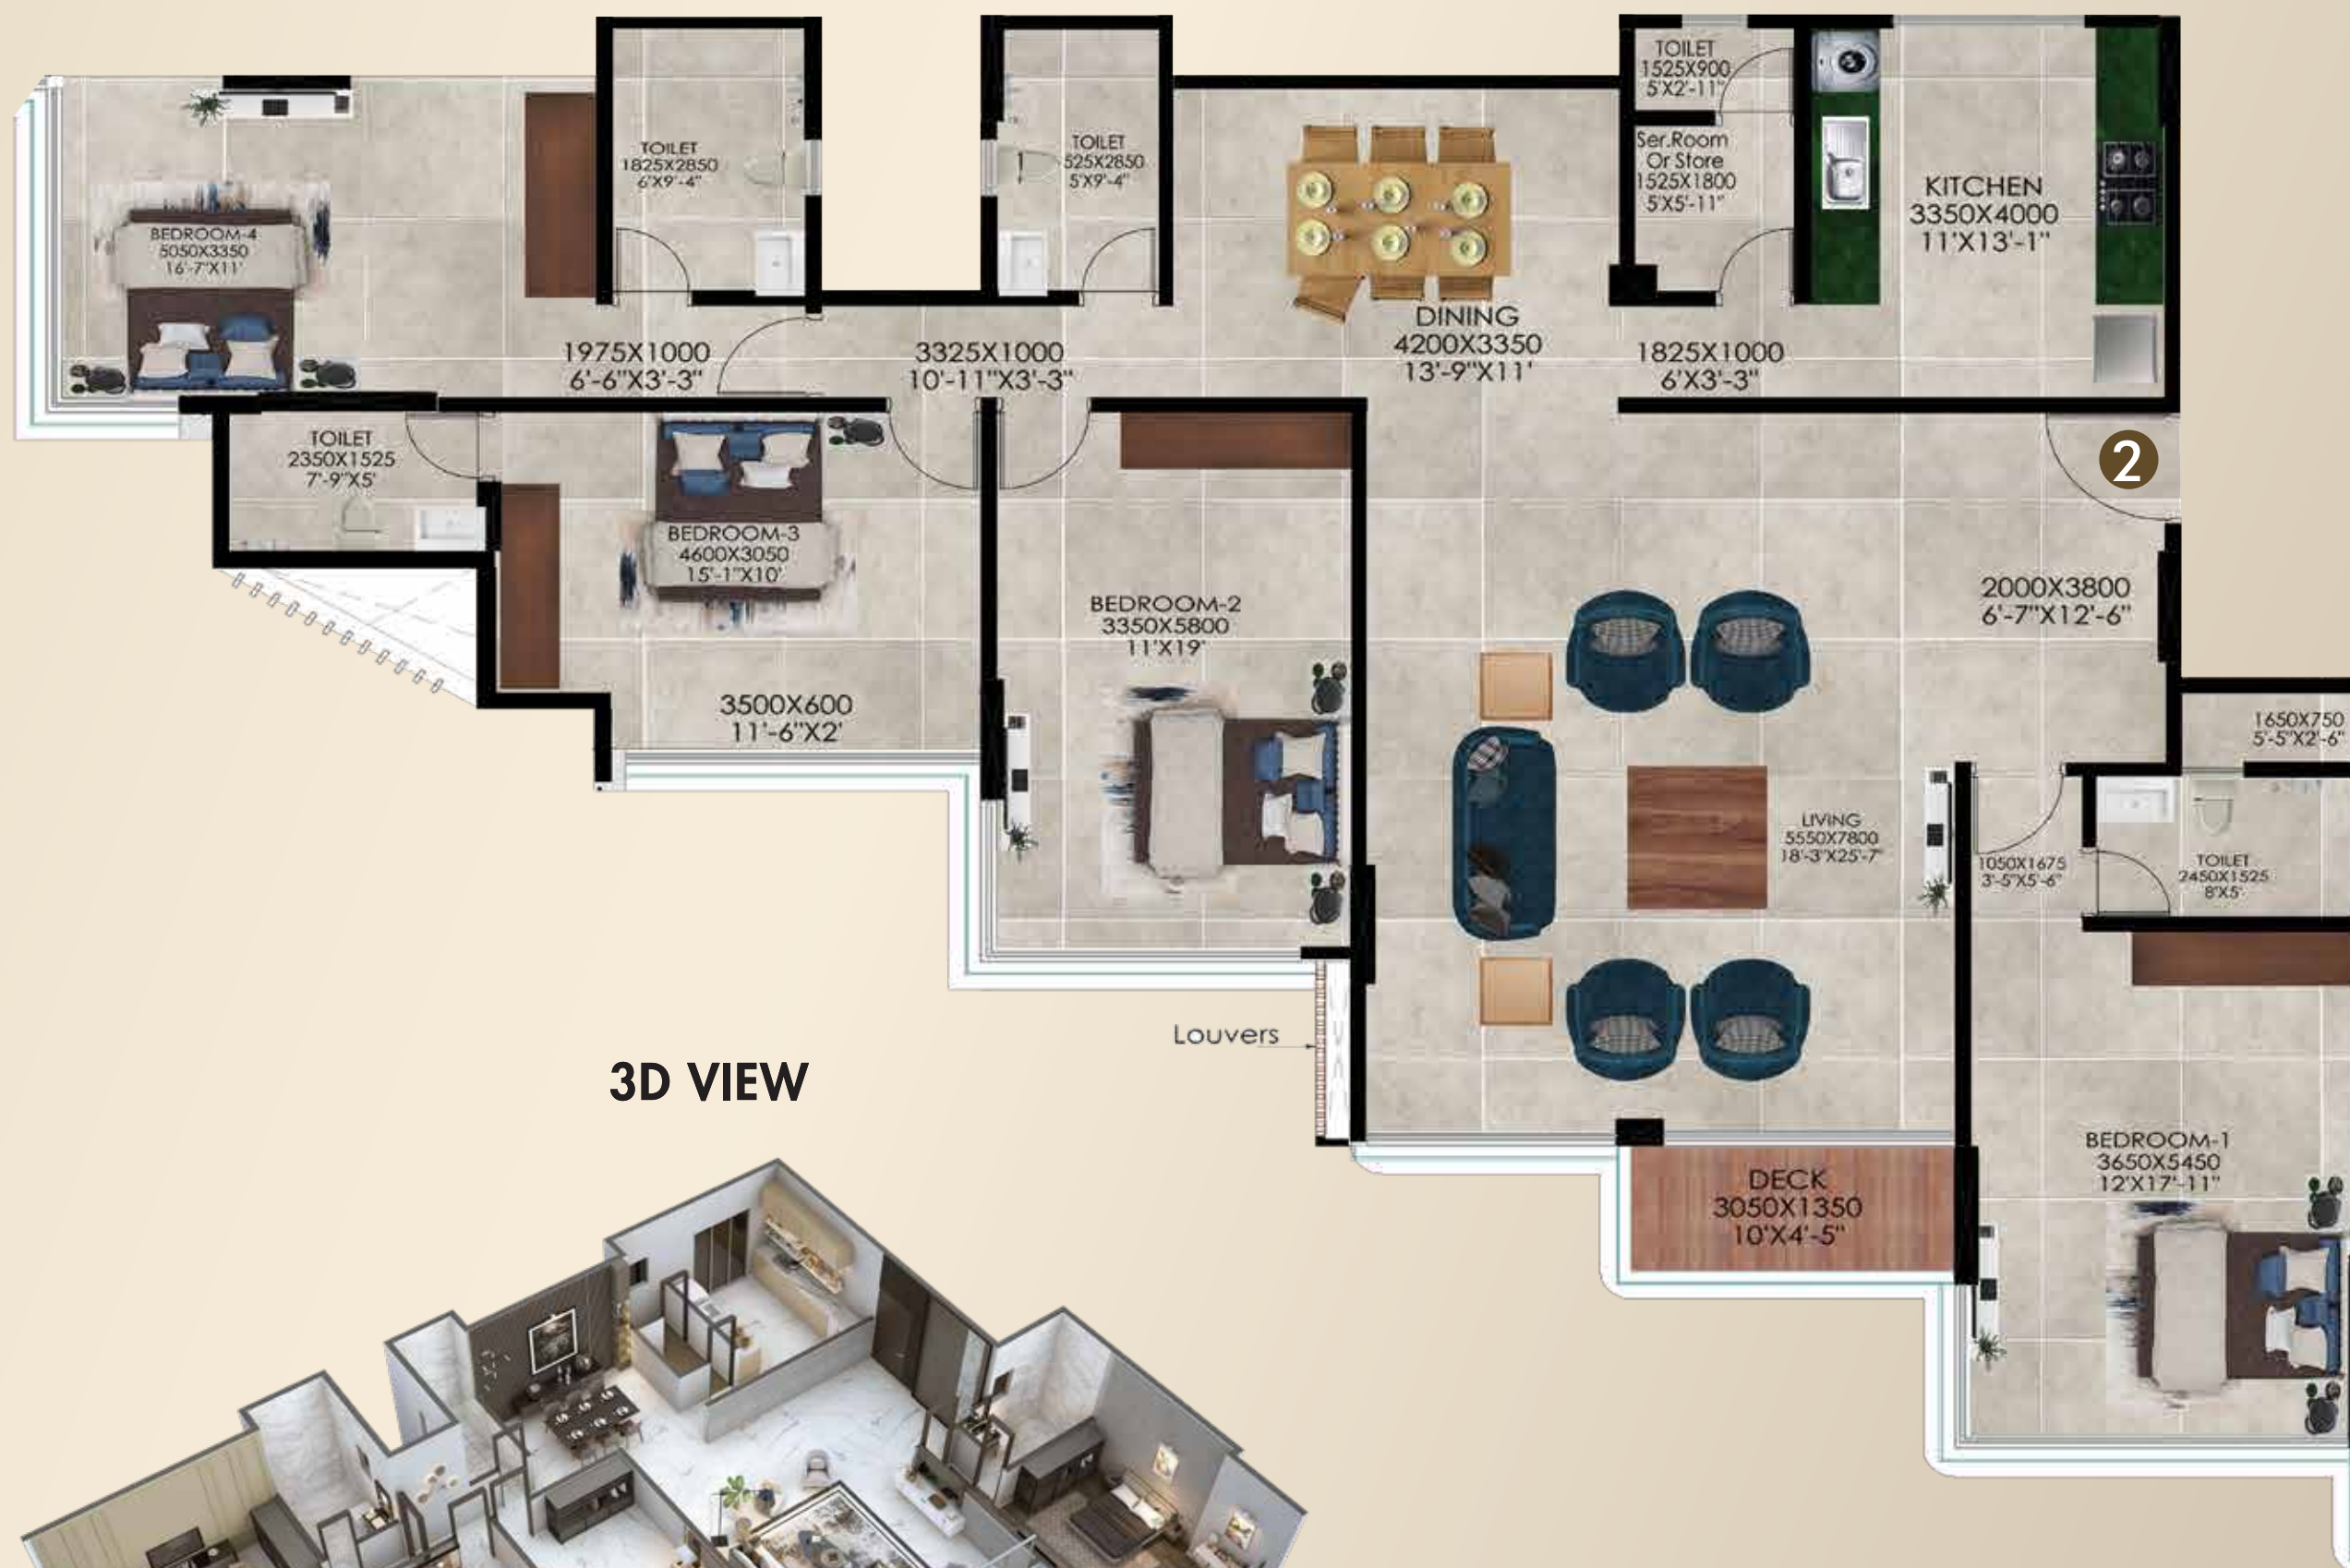 TOILET
1825X2850
6'X9'-4"
TOILET
525X2850
5'X9'-4"
TOILET
1525X900
5'X2'-11"
Ser.Room
Or Store
1525X1800
5'X5'-11"
KITCHEN
3350X4000
11'X13'-1"
BEDROOM-4
5050X3350
16'-7"X11'
1975X1000
6'-6"X3'-3"
3325X1000
10'-11"X3'-3"
DINING
4200X3350
13'-9"X11'
1825X1000
6'X3'-3"
TOILET
2350X1525
7'-9"X5'
2
BEDROOM-3
4600X3050
15'-1"X10'
BEDROOM-2
3350X5800
11'X19'
2000X3800
6'-7"X12'-6"
3500X600
11'-6"X2'
1650X750
5'-5"X2'-6"
LIVING
5550X7800
18'-3"X25'-7"
1050X1675
3'-5"X5'-6"
TOILET
2450X1525
8'X5'
Louvers
3D VIEW
BEDROOM-1
3650X5450
12'X17'-11"
DECK
3050X1350
10'X4'-5"